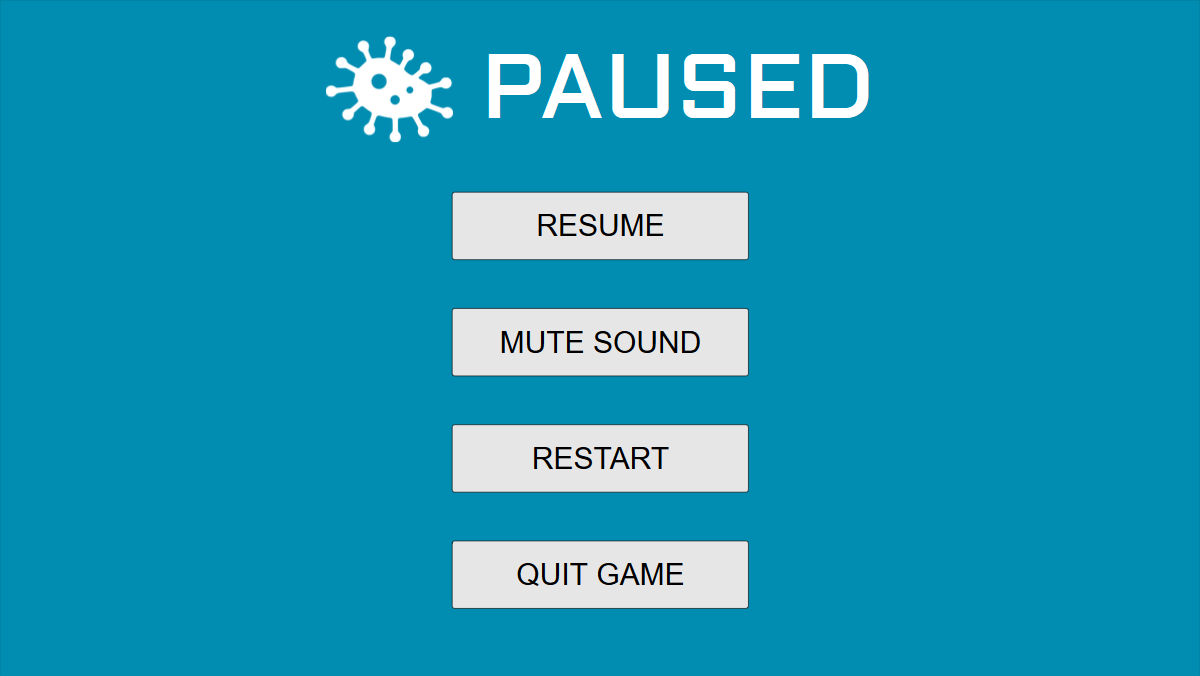 PAUSED
RESUME
MUTE SOUND
RESTART
QUIT GAME